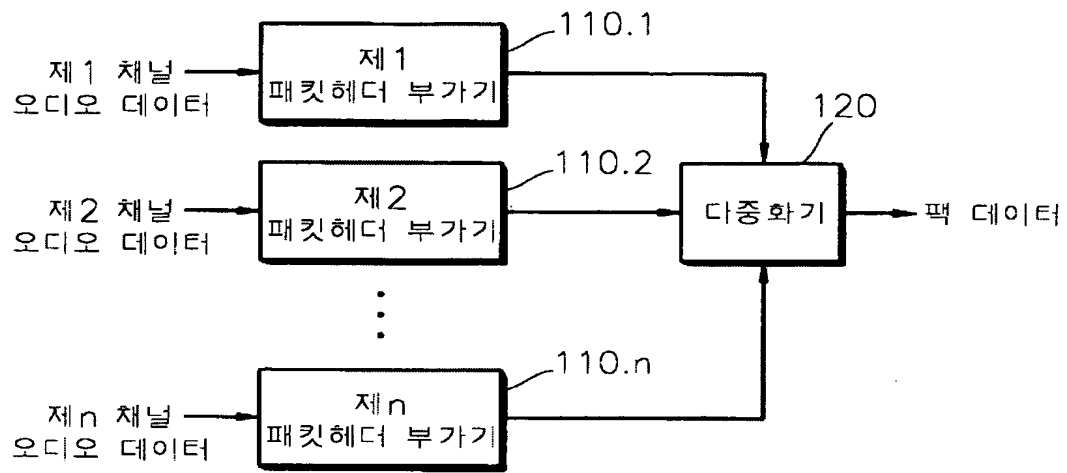 110.1
제1 채널
오디오 데이터
제1
패킷헤더 부가기
120
110.2
제2 채널
오디오 데이터
제2
패킷헤더 부가기
다중화기
팩 데이터
110.n
제n 채널
오디오 데이터
제n
패킷헤더 부가기